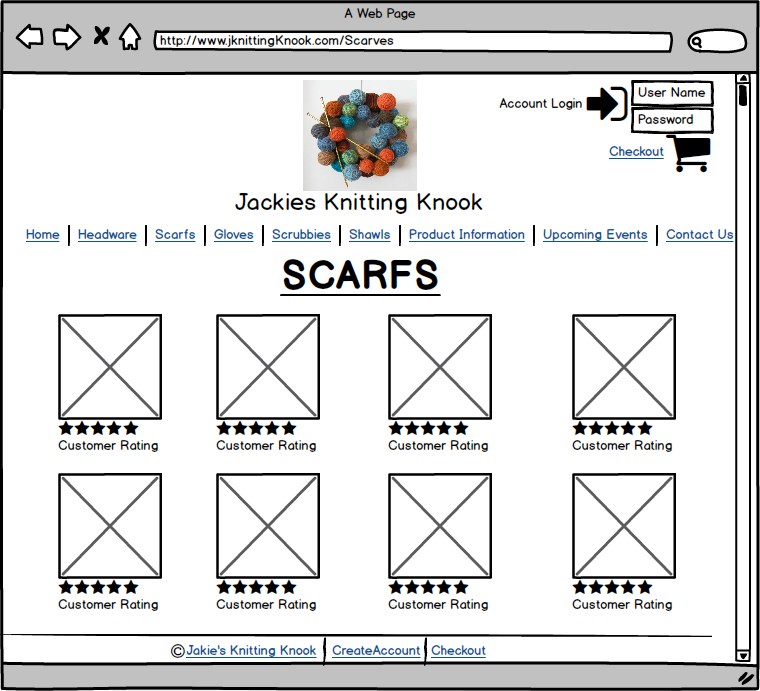 A Web Page
http://www.jknittingKnook.com/Scarves
Account Login
User Name
Password
Checkout
Jackies Knitting Knook
Home Headware Scarfs Gloves Scrubbies Shawls Product Information Upcoming Events Contact Us
SCARFS
Customer Rating Customer Rating Customer Rating Customer Rating
Customer Rating Customer Rating Customer Rating Customer Rating
©Jakie's Knitting Knook CreateAccount Checkout